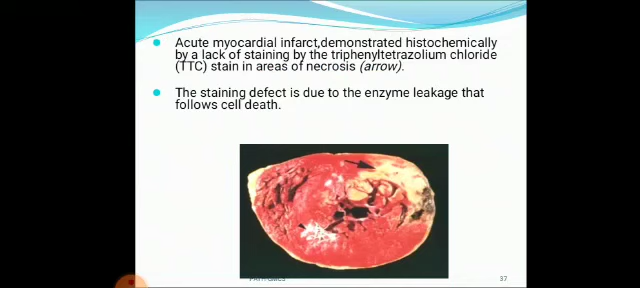 Acute myocardial infarct,demonstrated histochemically
by a lack of staining by the triphenyltetrazolium chloride
(TTC) stain in areas of necrosis (arrow).
The staining defect is due to the enzyme leakage that
follows cell death.
37